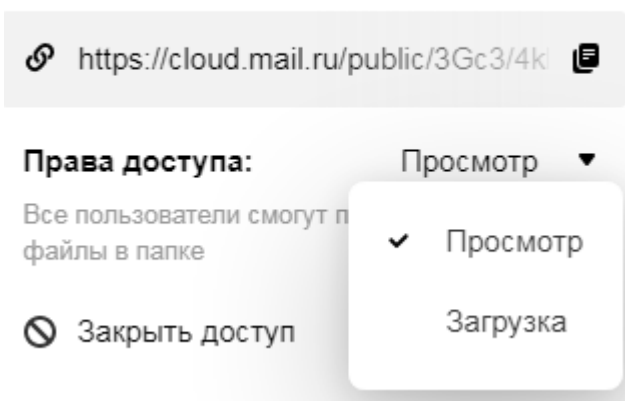 https://cloud.mail.ru/public/3Gc3/4k
Права доступа:
Просмотр
Все пользователи смогут
файлы в папке
Просмотр
Загрузка
Закрыть доступ